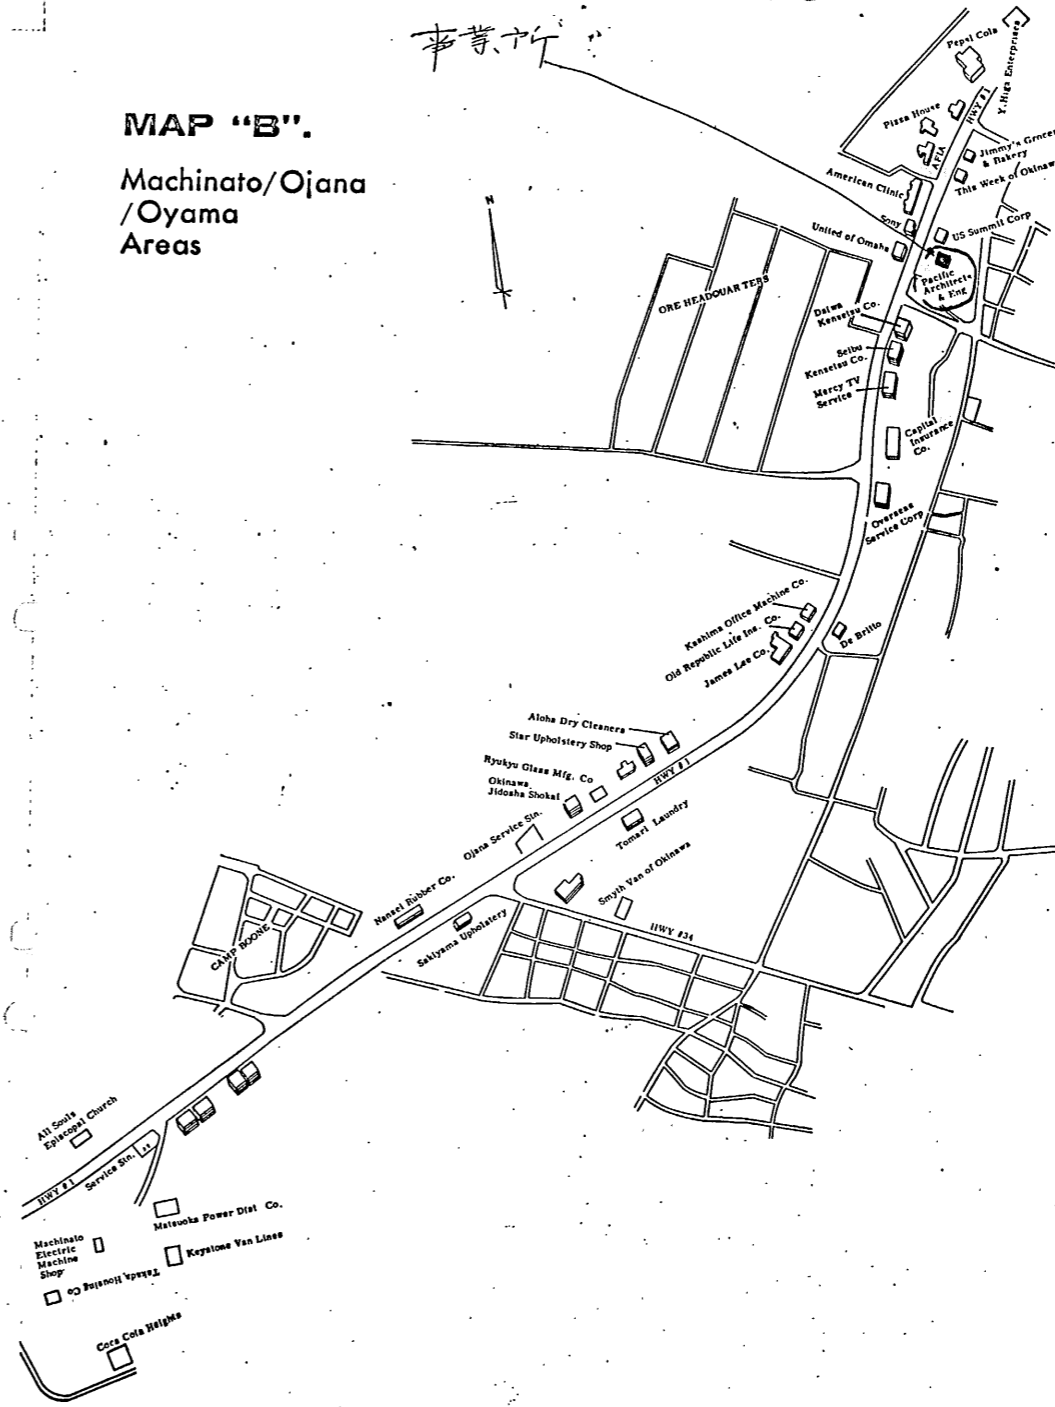 事業所
MAP “B”.
Machinato/Ojana
/Oyama
Areas
N
Pepsi Cola
Y. Higa Enterprises
HWY #1
Pizza House
AFIA
Jimmy's Grocer
& Bakery
This Week of Okinawa
American Clinic
Sony
US Summit Corp
United of Omaha
Pacific
Architects
& Eng
ORE HEADQUARTERS
Daiwa
Kensetsu Co.
Seibu
Kensetsu Co.
Mercy TV
Service
Capital
Insurance
Co.
Overseas
Service Corp
Kashima Office Machine Co.
Old Republic Life Ins. Co.
James Lee Co.
De Britto
Aloha Dry Cleaners
Star Upholstery Shop
Ryukyu Glass Mfg. Co
Okinawa
Jidosha Shokai
HWY #1
Ojana Service Stn.
Tomari Laundry
Smyth Van of Okinawa
Nansei Rubber Co.
Sakiyama Upholstery
HWY #34
CAMP BOONE
All Souls
Episcopal Church
Service Stn.
HWY #1
Matsuoka Power Dist Co.
Machinato
Electric
Machine
Shop
Keystone Van Lines
Takada Housing Co
Coca Cola Heights